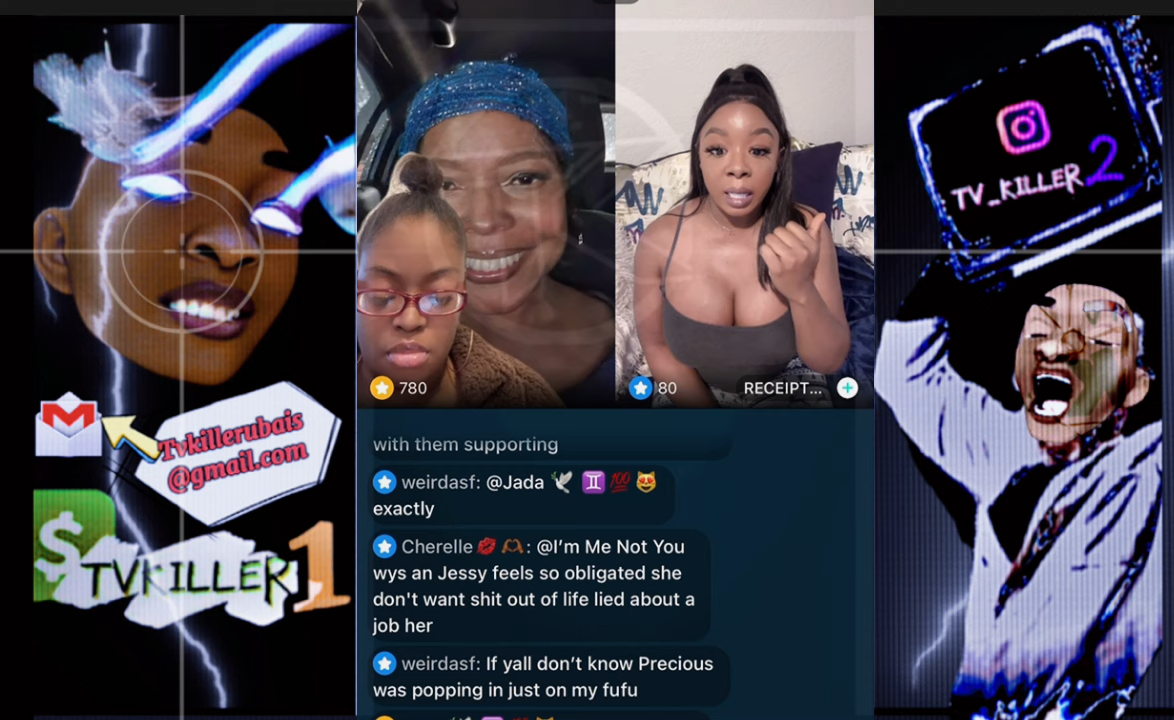 Tvkillerubais
@gmail.com
$
TVKILLER1
780
80
RECEIPT...
with them supporting
weirdasf: @Jada 🕊️ ♊ 💯 😻
exactly
Cherelle💋🫶🏾: @I'm Me Not You
wys an Jessy feels so obligated she
don't want shit out of life lied about a
job her
weirdasf: If yall don't know Precious
was popping in just on my fufu
TV_KILLER2